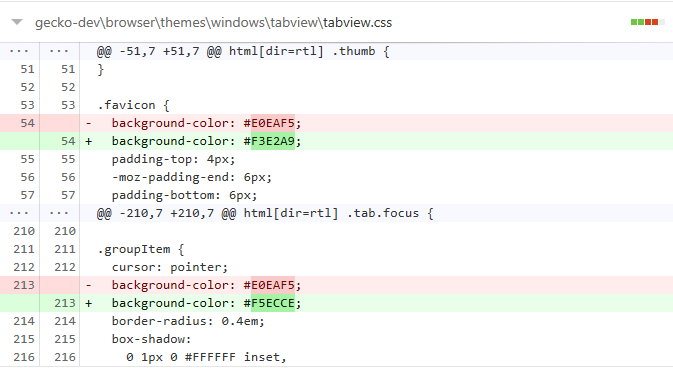 gecko-dev\browser\themes\windows\tabview\tabview.css
··· ··· @@ -51,7 +51,7 @@ html[dir=rtl] .thumb {
51 51 }
52 52
53 53 .favicon {
54 - background-color: #E0EAF5;
54 + background-color: #F3E2A9;
55 55 padding-top: 4px;
56 56 -moz-padding-end: 6px;
57 57 padding-bottom: 6px;
··· ··· @@ -210,7 +210,7 @@ html[dir=rtl] .tab.focus {
210 210
211 211 .groupItem {
212 212 cursor: pointer;
213 - background-color: #E0EAF5;
213 + background-color: #F5ECCE;
214 214 border-radius: 0.4em;
215 215 box-shadow:
216 216 0 1px 0 #FFFFFF inset,